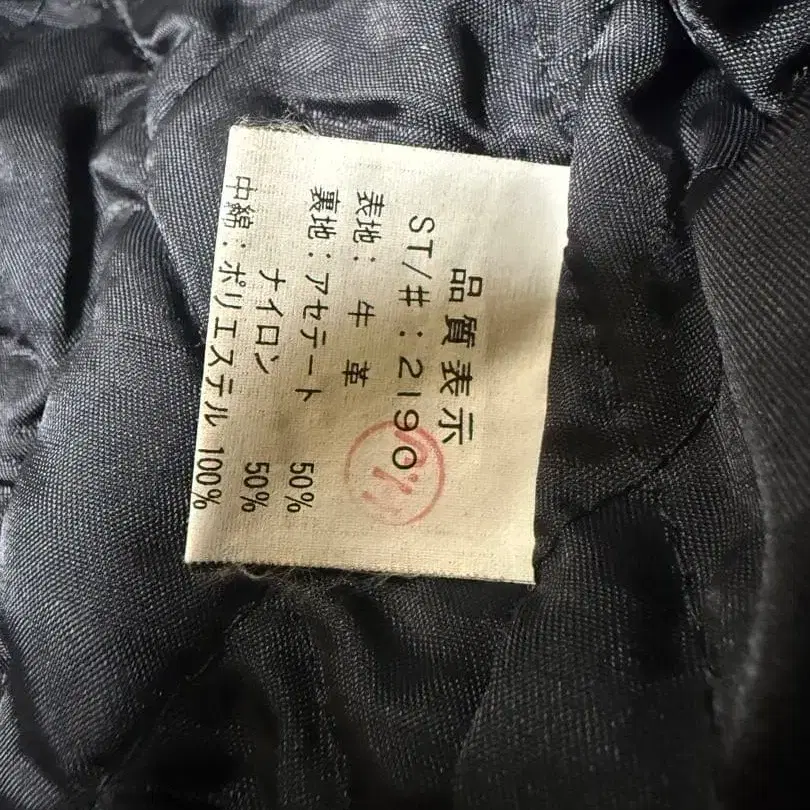 品質表示
ST/#:2190
表地:牛革
裏地:アセテート 50%
ナイロン 50%
中綿:ポリエステル 100%